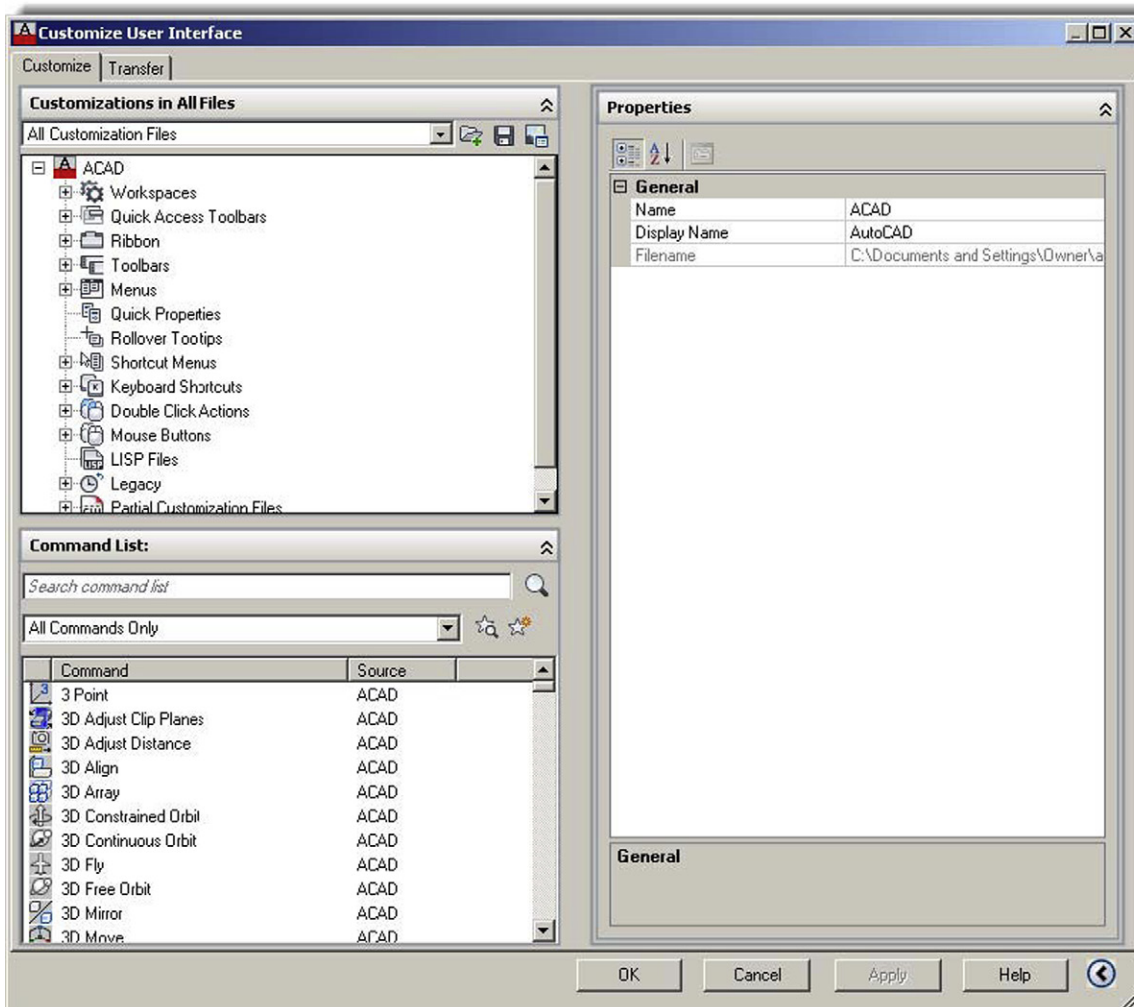 Customize User Interface
Customize Transfer
Customizations in All Files
All Customization Files
ACAD
Workspaces
Quick Access Toolbars
Ribbon
Toolbars
Menus
Quick Properties
Rollover Tootips
Shortcut Menus
Keyboard Shortcuts
Double Click Actions
Mouse Buttons
LISP Files
Legacy
Partial Customization Files
Command List:
Search command list
All Commands Only
Command Source
3 Point ACAD
3D Adjust Clip Planes ACAD
3D Adjust Distance ACAD
3D Align ACAD
3D Array ACAD
3D Constrained Orbit ACAD
3D Continuous Orbit ACAD
3D Fly ACAD
3D Free Orbit ACAD
3D Mirror ACAD
3D Move ACAD
Properties
General
Name ACAD
Display Name AutoCAD
Filename C:\Documents and Settings\Owner\a
General
OK Cancel Apply Help